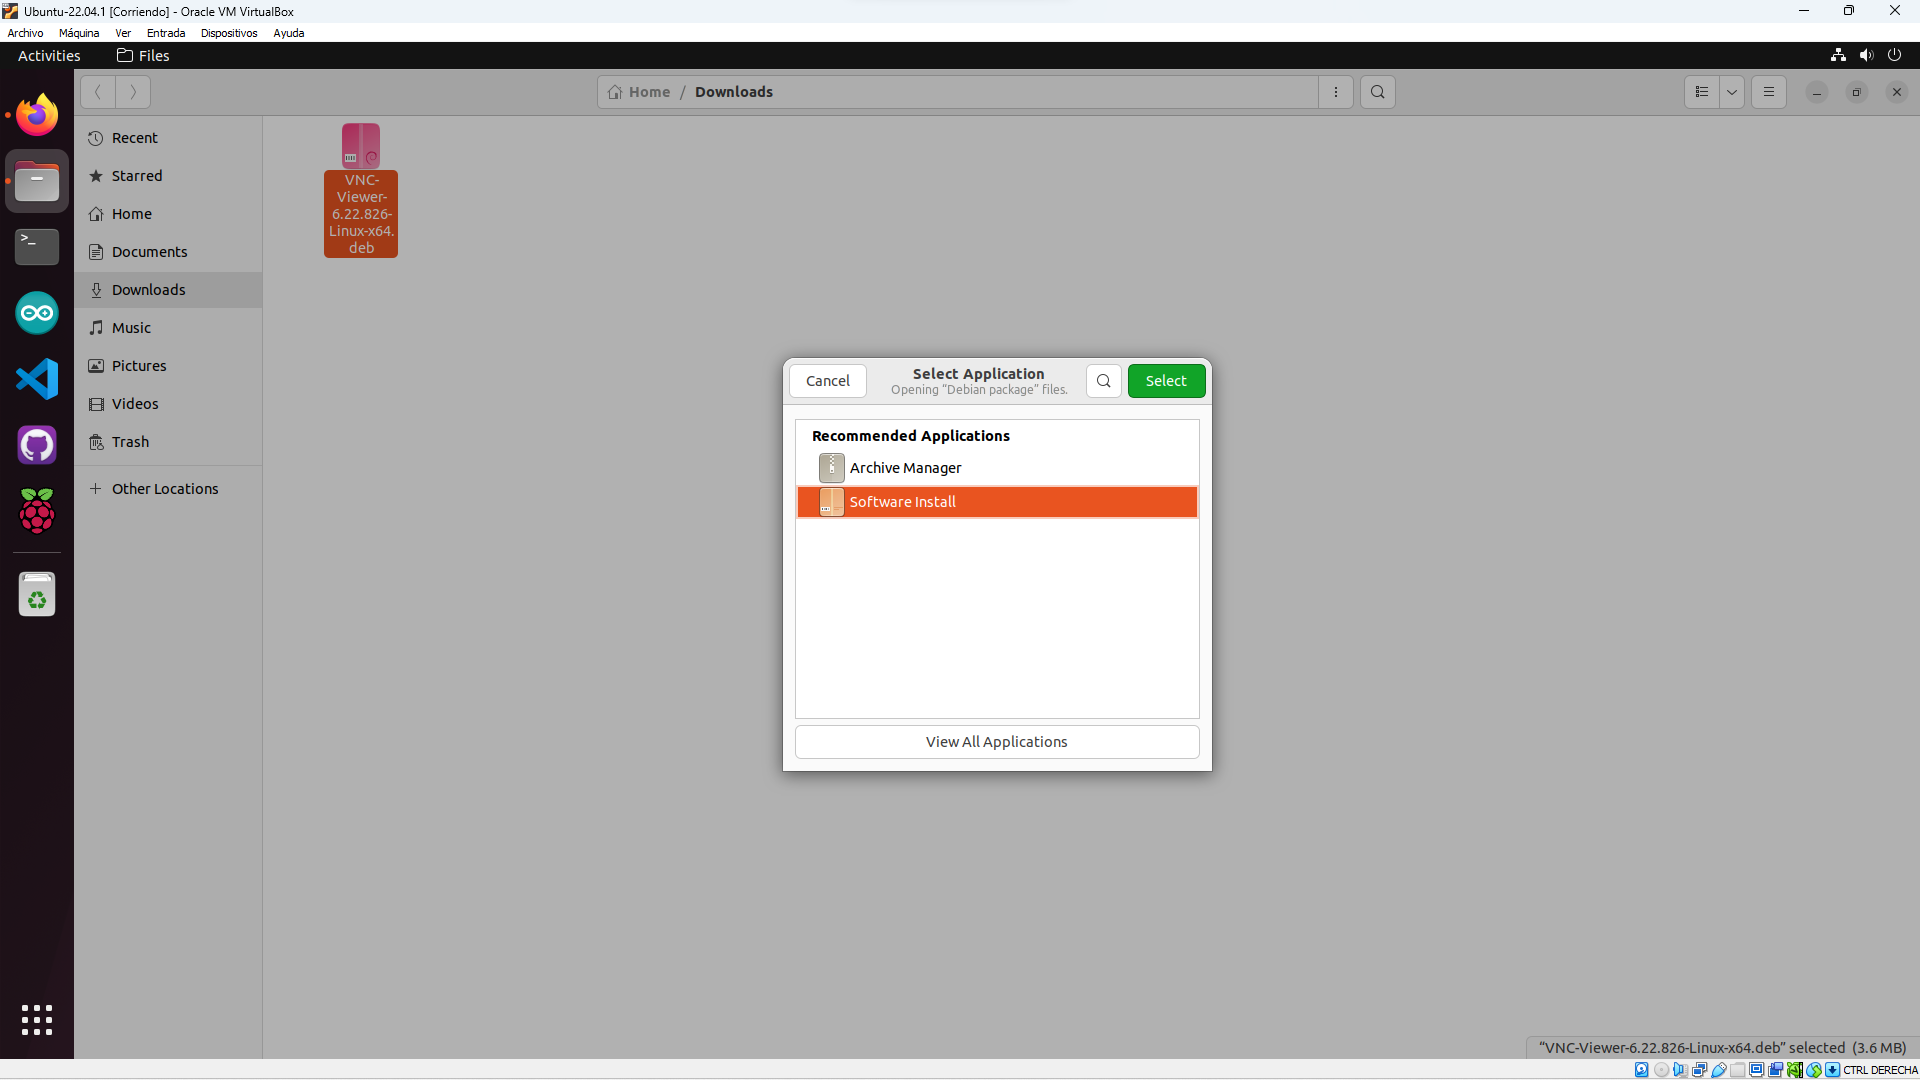 Ubuntu-22.04.1 [Corriendo] - Oracle VM VirtualBox
Archivo Máquina Ver Entrada Dispositivos Ayuda
Activities Files
Home / Downloads
Recent
Starred
Home
Documents
Downloads
Music
Pictures
Videos
Trash
Other Locations
VNC-
Viewer-
6.22.826-
Linux-x64.
deb
Cancel
Select Application
Opening “Debian package” files.
Select
Recommended Applications
Archive Manager
Software Install
View All Applications
“VNC-Viewer-6.22.826-Linux-x64.deb” selected (3.6 MB)
CTRL DERECHA